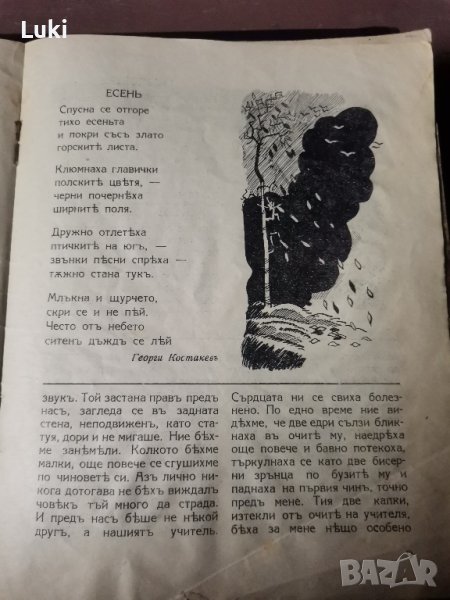 Luki
ЕСЕНЬ
Спусна се отгоре
тихо есеньта
и покри съсъ злато
горскитѣ листа.
Клюмнаха главички
полскитѣ цвѣтя, —
черни почернѣха
ширнитѣ поля.
Дружно отлетѣха
птичкитѣ на югъ, —
звънки пѣсни спрѣха —
тѫжно стана тукъ.
Млъкна и щурчето,
скри се и не пѣй.
Често отъ небето
ситенъ дъждъ се лѣй
Георги Костакевъ
звукъ. Той застана правъ предъ
насъ, загледа се въ задната
стена, неподвиженъ, като ста-
туя, дори и не мигаше. Ние бѣх-
ме занѣмѣли. Колкото бѣхме
малки, още повече се сгушихме
по чиноветѣ си. Азъ лично ни-
кога дотогава не бѣхъ виждалъ
човѣкъ тъй много да страда.
И предъ насъ бѣше не нѣкой
другъ, а нашиятъ учитель.
Сърдцата ни се свиха болез-
нено. По едно време ние ви-
дѣхме, че две едри сълзи блик-
наха въ очитѣ му, наедрѣха
още повече и бавно потекоха,
търкулнаха се като две бисер-
ни зрънца по бузитѣ му и
паднаха на първия чинъ, точно
предъ мене. Тия две капки,
изтекли отъ очитѣ на учителя,
бѣха за мене нѣщо особено
BAZAR